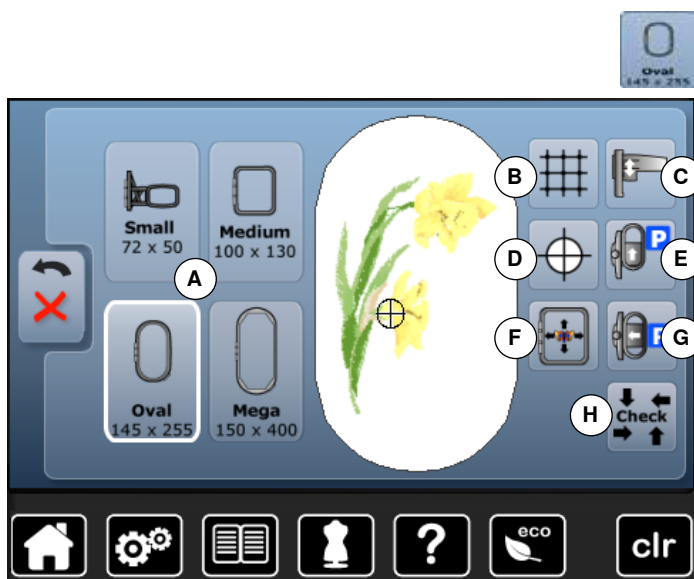 Oval
145 x 255
Small
72 x 50
Medium
100 x 130
A
Oval
145 x 255
Mega
150 x 400
B
C
D
P
E
F
P
G
H
Check
?
eco
clr